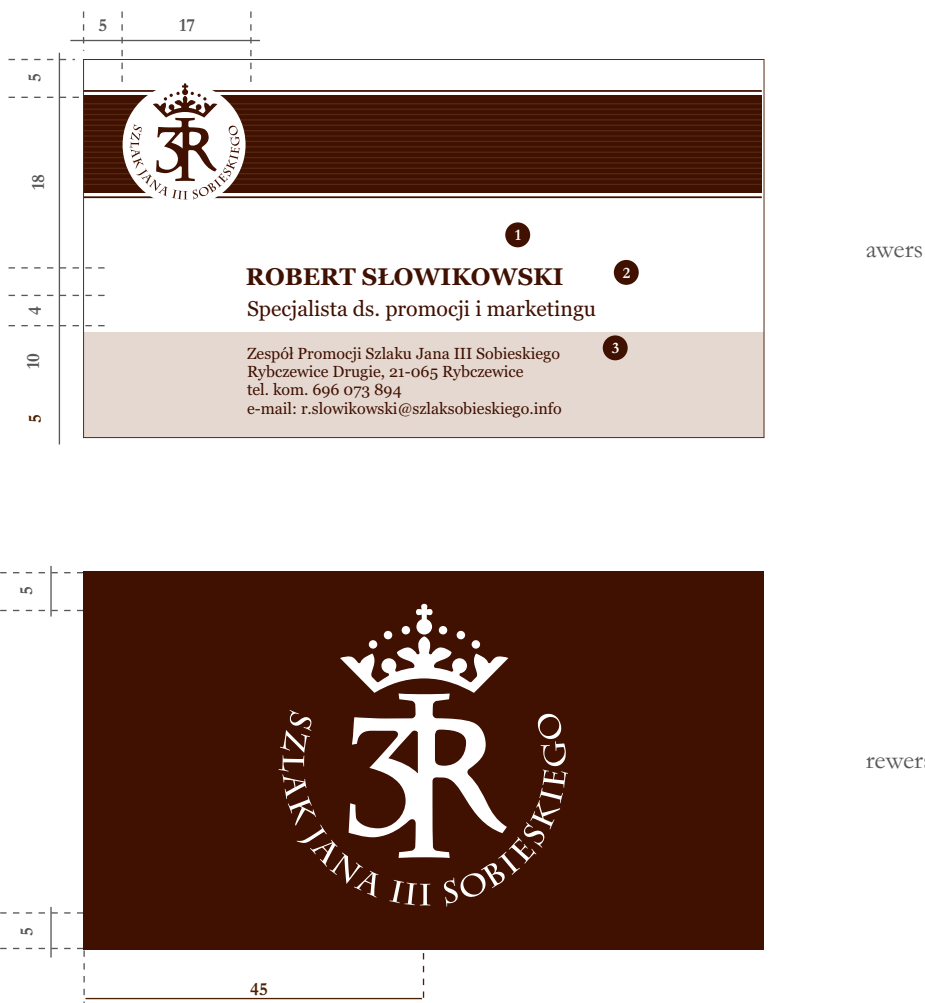 5 17
5
18
4
10
5
SZLAK JANA III SOBIESKIEGO
3R
1
awers
ROBERT SŁOWIKOWSKI
2
Specjalista ds. promocji i marketingu
3
Zespół Promocji Szlaku Jana III Sobieskiego
Rybczewice Drugie, 21-065 Rybczewice
tel. kom. 696 073 894
e-mail: r.slowikowski@szlaksobieskiego.info
5
3R
SZLAK JANA III SOBIESKIEGO
rewers
5
45